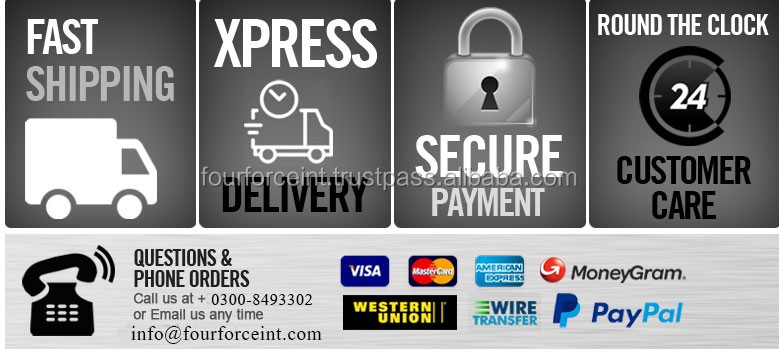 FAST
SHIPPING
XPRESS
DELIVERY
SECURE
PAYMENT
ROUND THE CLOCK
24
CUSTOMER
CARE
fourforceint.trustpass.alibaba.com
QUESTIONS &
PHONE ORDERS
Call us at + 0300-8493302
or Email us any time
info@fourforceint.com
VISA
MasterCard
AMERICAN
EXPRESS
MoneyGram.
WESTERN
UNION
WIRE
TRANSFER
PayPal